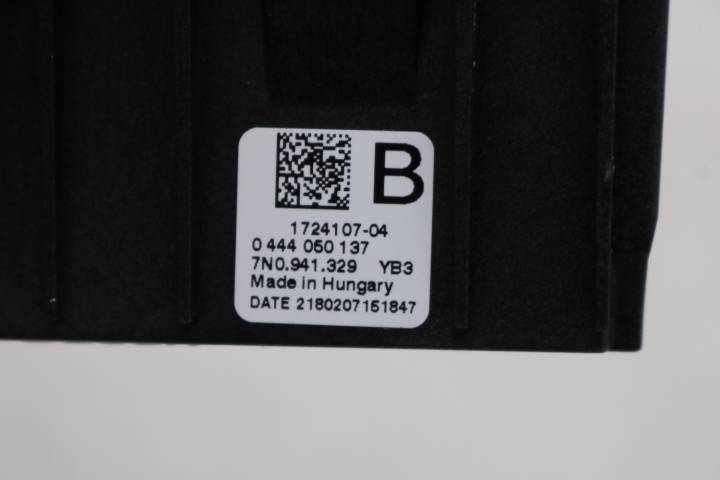 B
1724107-04
0 444 050 137
7N0.941.329 YB3
Made in Hungary
DATE 2180207151847